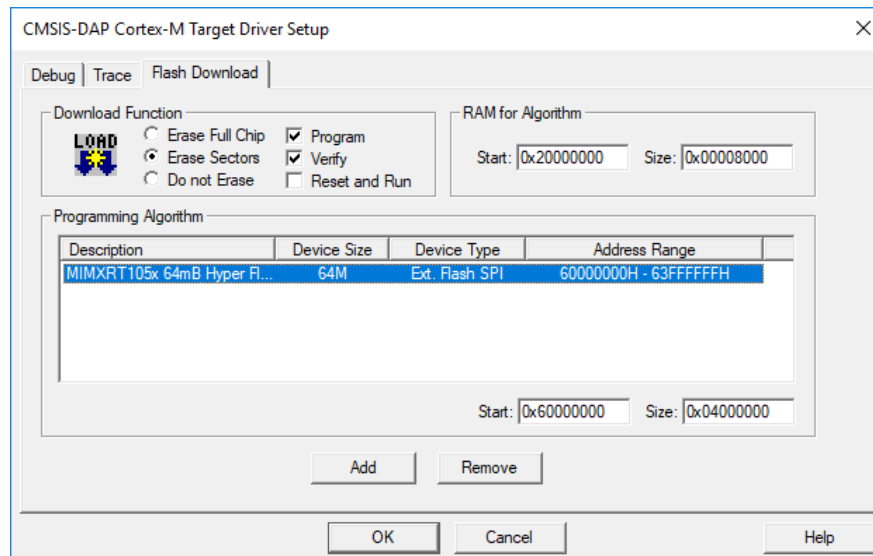 CMSIS-DAP Cortex-M Target Driver Setup
Debug Trace Flash Download
Download Function
LOAD
Erase Full Chip
Erase Sectors
Do not Erase
Program
Verify
Reset and Run
RAM for Algorithm
Start: 0x20000000 Size: 0x00008000
Programming Algorithm
Description Device Size Device Type Address Range
MIMXRT105x 64mB Hyper Fl... 64M Ext. Flash SPI 60000000H - 63FFFFFFH
Start: 0x60000000 Size: 0x04000000
Add Remove
OK Cancel Help